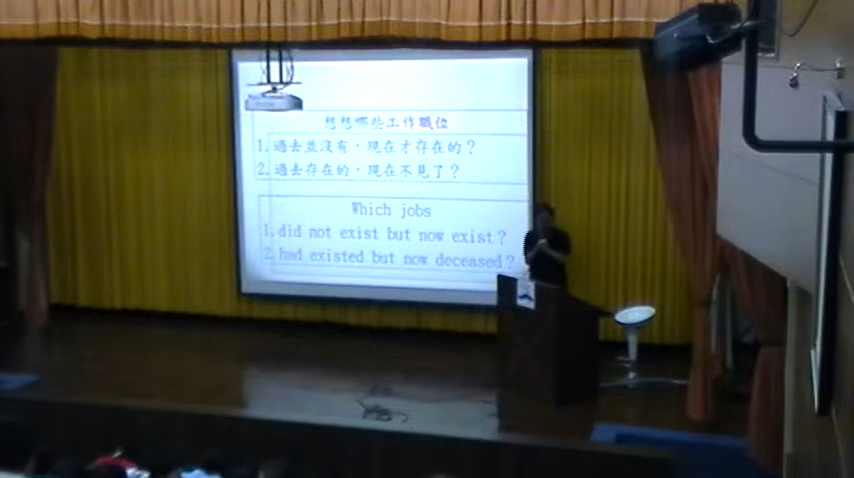 想想哪些工作職位
1. 過去並沒有，現在才存在的？
2. 過去存在的，現在不見了？
Which jobs
1. did not exist but now exist?
2. had existed but now deceased?